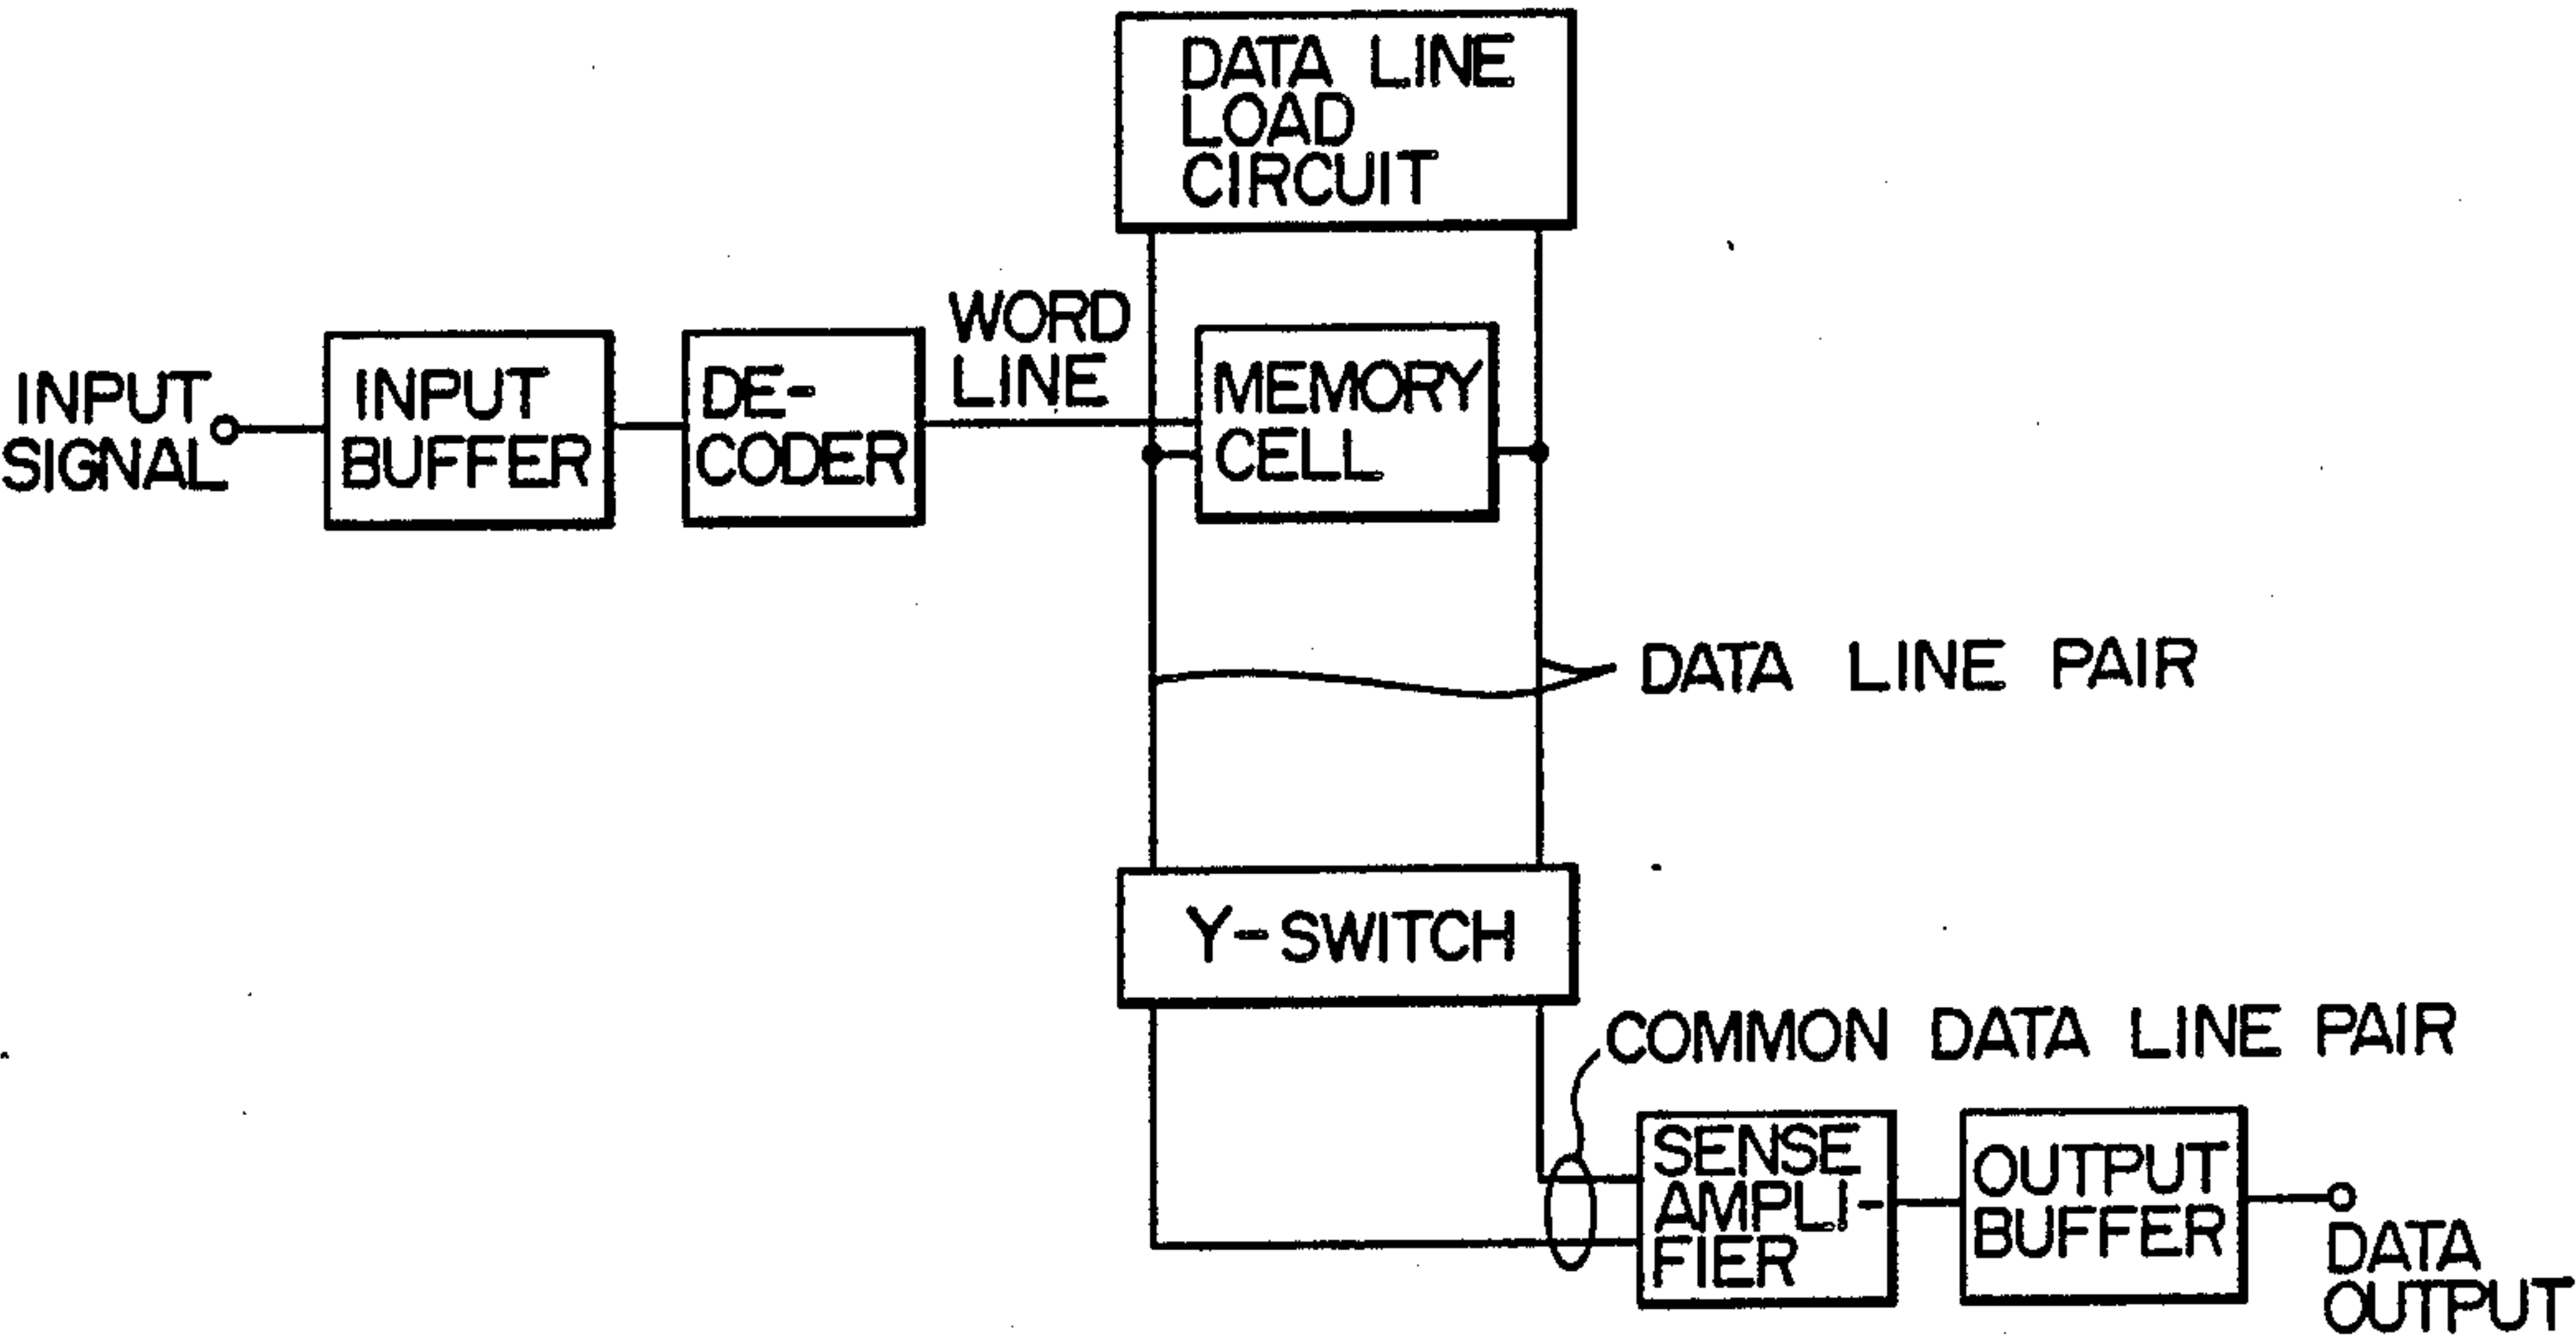 DATA LINE
LOAD
CIRCUIT
WORD
LINE
INPUT
SIGNAL
INPUT
BUFFER
DE-
CODER
MEMORY
CELL
DATA LINE PAIR
Y-SWITCH
COMMON DATA LINE PAIR
SENSE
AMPLI-
FIER
OUTPUT
BUFFER
DATA
OUTPUT